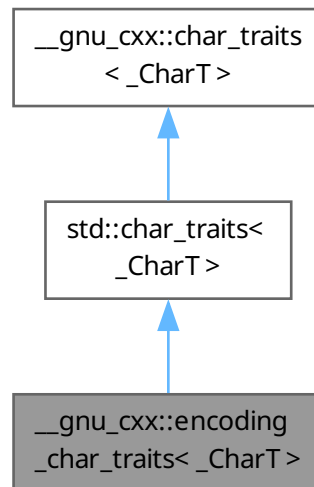 __gnu_cxx::char_traits
< _CharT >
std::char_traits<
_CharT >
__gnu_cxx::encoding
_char_traits< _CharT >